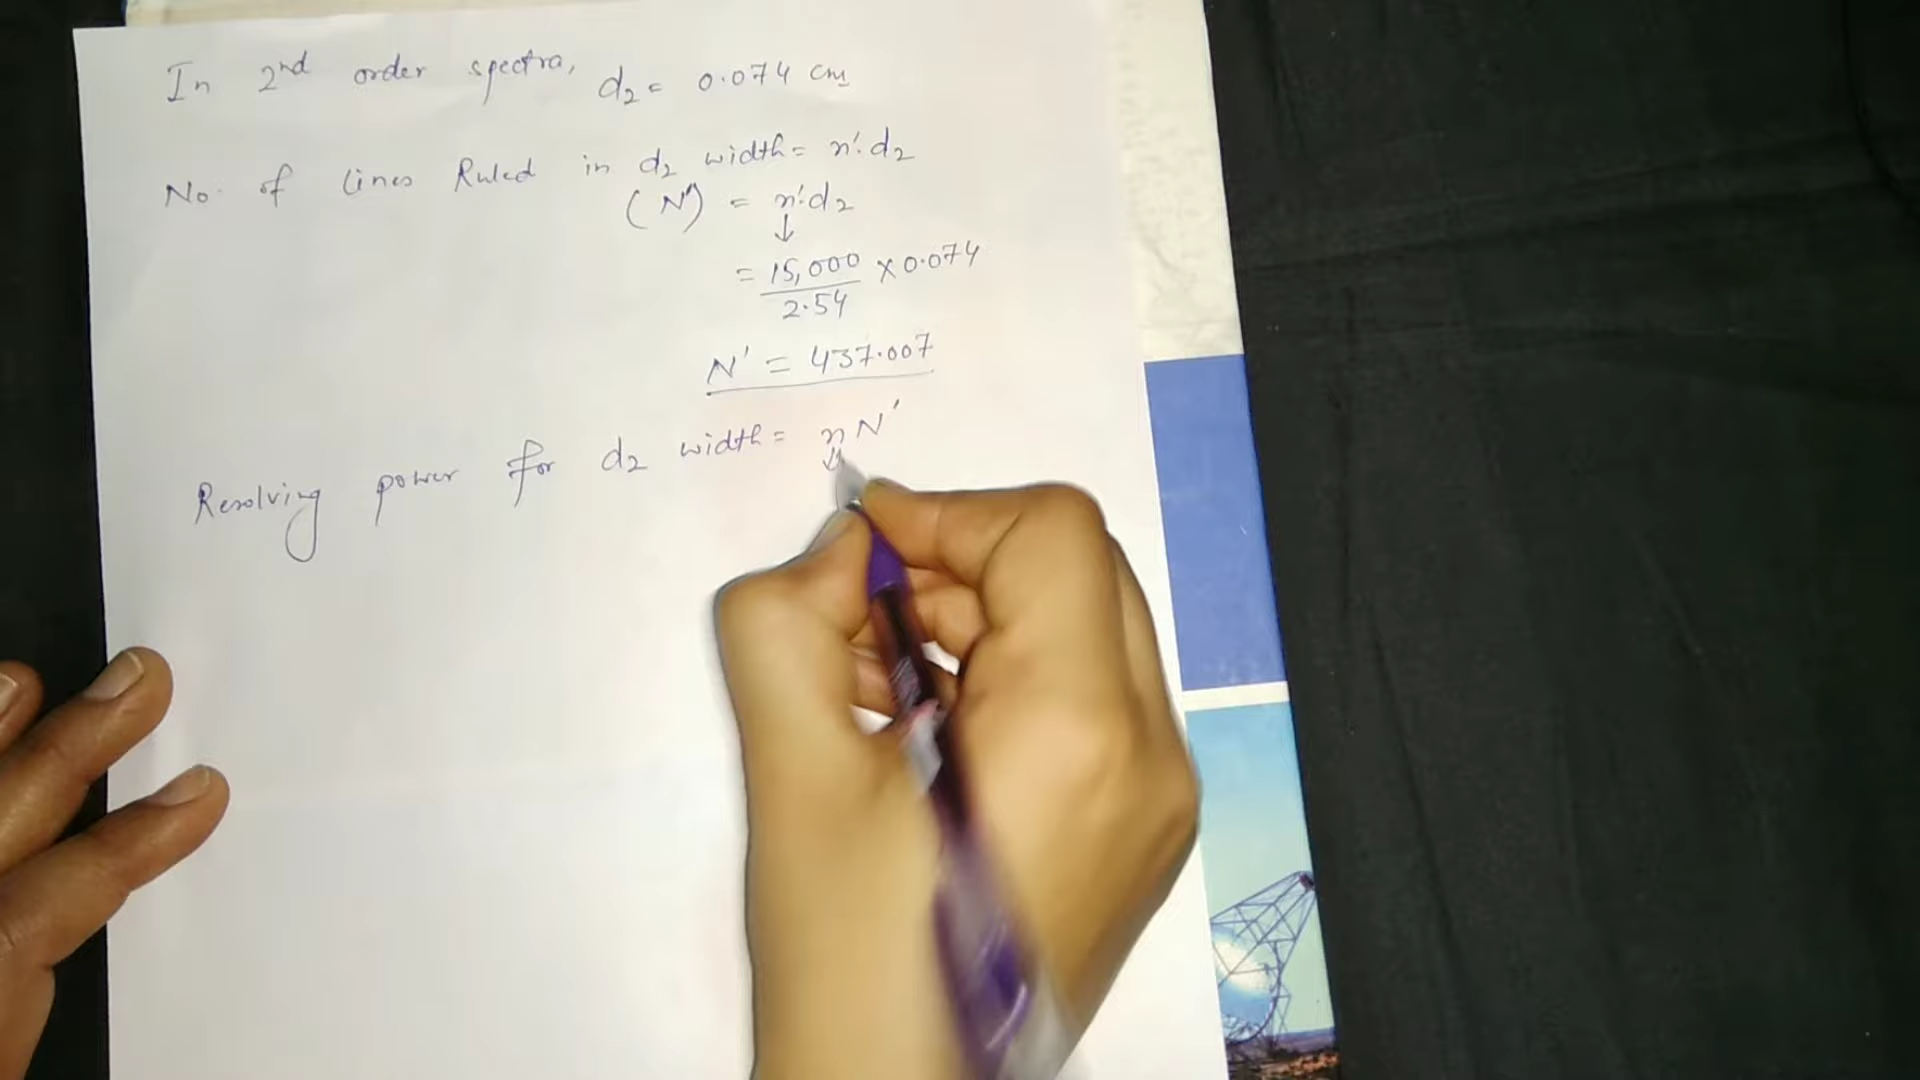 In 2nd order spectra, d2 = 0.074 cm
No. of lines Ruled in d2 width = n'.d2
(N') = n'.d2
↓
= 15,000 / 2.54 × 0.074
N' = 437.007
Resolving power for d2 width = n N'
↓